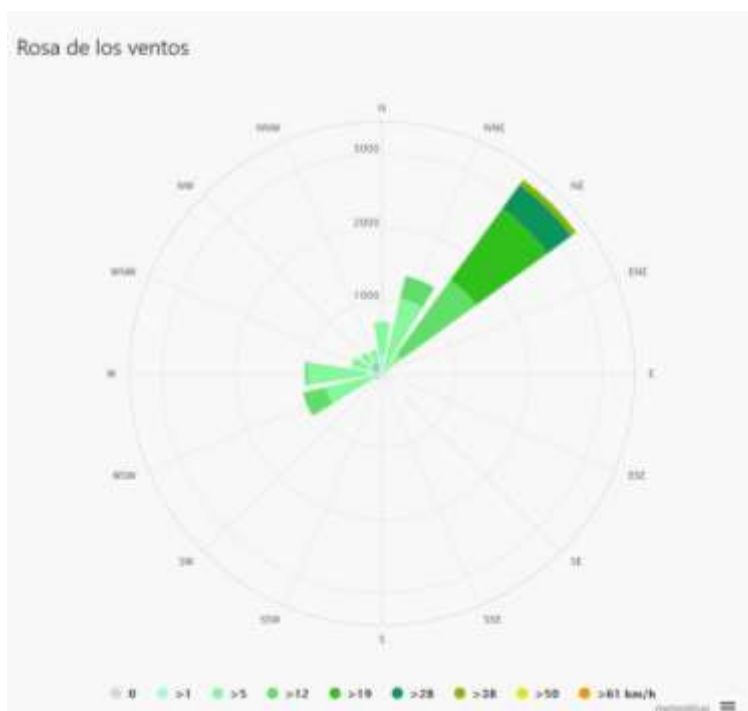 Rosa de los ventos
N
NNW
NNE
3000
NW
NE
2000
WNW
ENE
1000
W
E
WSW
ESE
SW
SE
SSW
SSE
S
0 >1 >5 >12 >19 >28 >38 >50 >61 km/h
meteoblue